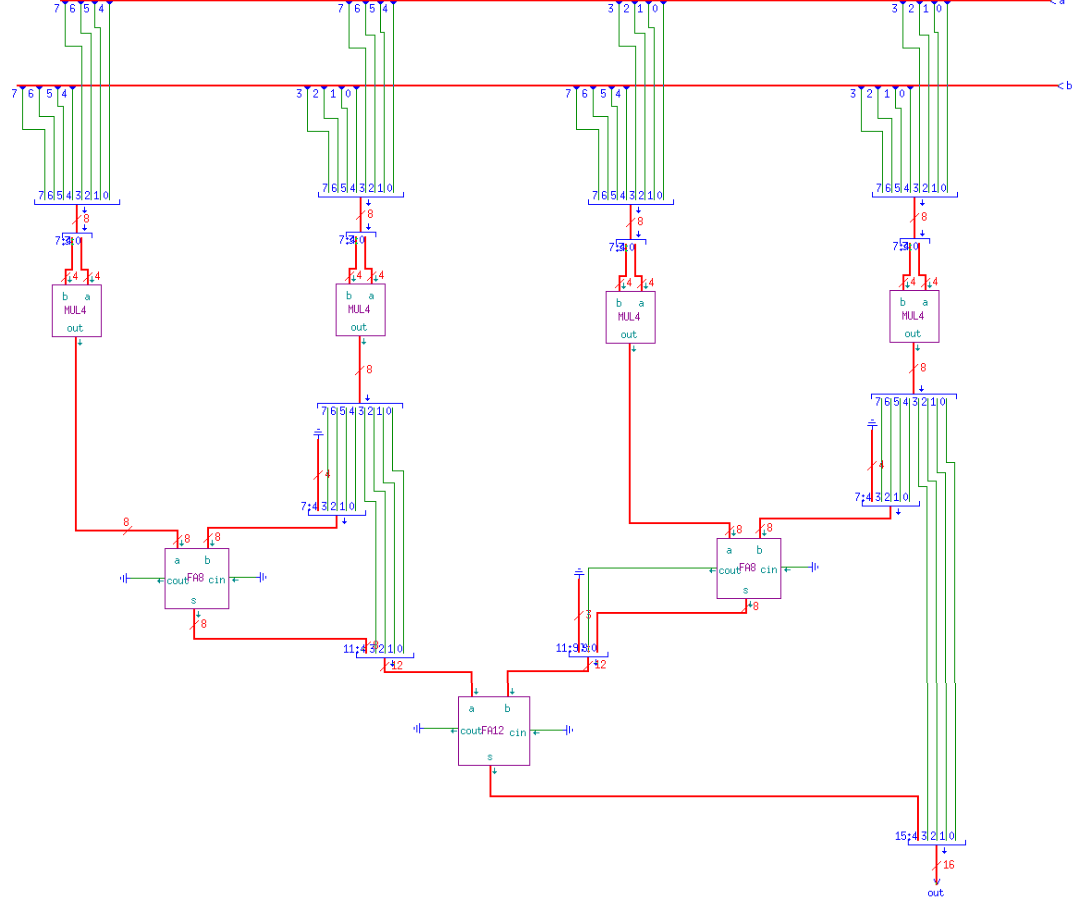 a
7 6 5 4 7 6 5 4 3 2 1 0 3 2 1 0
b
7 6 5 4 3 2 1 0 7 6 5 4 3 2 1 0
7 6 5 4 3 2 1 0 7 6 5 4 3 2 1 0 7 6 5 4 3 2 1 0 7 6 5 4 3 2 1 0
8 8 8 8
4 4 4 4 4 4 4 4
b a b a b a b a
MUL4 MUL4 MUL4 MUL4
out out out out
8 8
7 6 5 4 3 2 1 0 7 6 5 4 3 2 1 0
4 4
7:4 3 2 1 0 7:4 3 2 1 0
8 8 8 8 8
a b a b
cout FA8 cin cout FA8 cin
s s
8 8
3
11:4 3 2 1 0
12 12
a b
cout FA12 cin
s
15:4 3 2 1 0
16
out